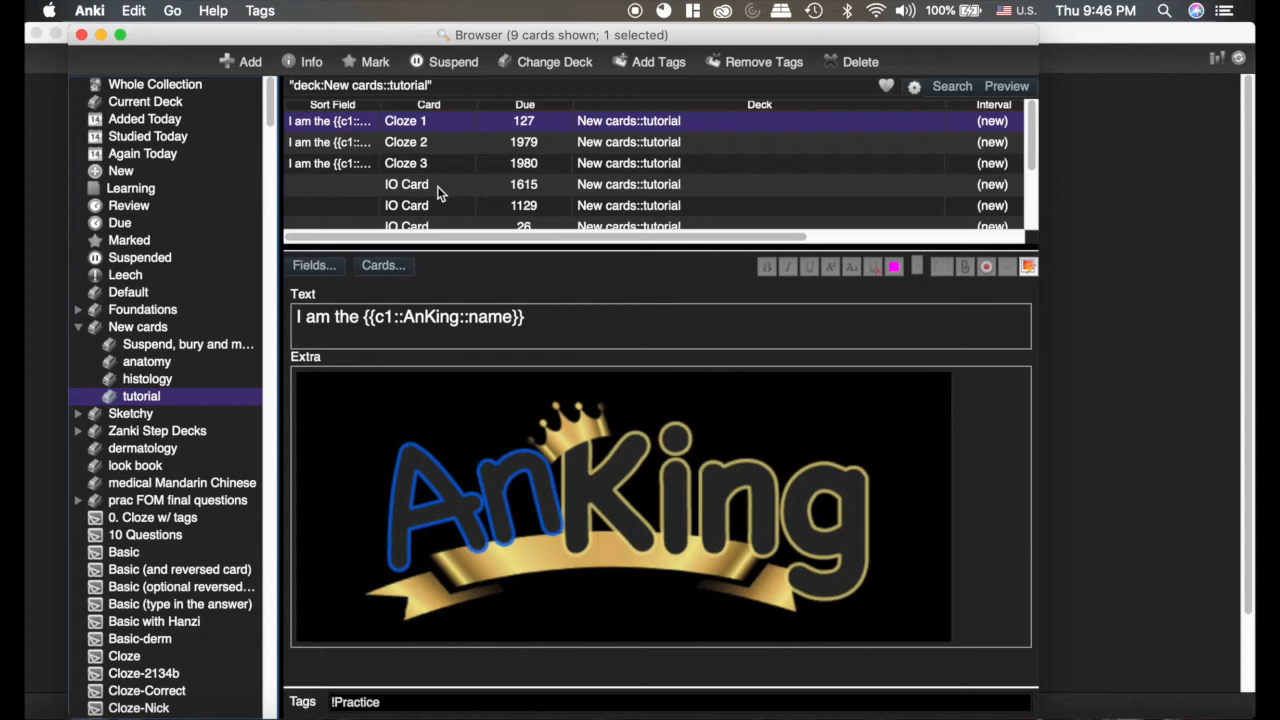 Anki Edit Go Help Tags 100% U.S. Thu 9:46 PM
Browser (9 cards shown; 1 selected)
Add Info Mark Suspend Change Deck Add Tags Remove Tags Delete
Whole Collection
Current Deck
Added Today
Studied Today
Again Today
New
Learning
Review
Due
Marked
Suspended
Leech
Default
Foundations
New cards
Suspend, bury and m...
anatomy
histology
tutorial
Sketchy
Zanki Step Decks
dermatology
look book
medical Mandarin Chinese
prac FOM final questions
0. Cloze w/ tags
10 Questions
Basic
Basic (and reversed card)
Basic (optional reversed...
Basic (type in the answer)
Basic with Hanzi
Basic-derm
Cloze
Cloze-2134b
Cloze-Correct
Cloze-Nick
"deck:New cards::tutorial" Search Preview
Sort Field Card Due Deck Interval
I am the {{c1::... Cloze 1 127 New cards::tutorial (new)
I am the {{c1::... Cloze 2 1979 New cards::tutorial (new)
I am the {{c1::... Cloze 3 1980 New cards::tutorial (new)
IO Card 1615 New cards::tutorial (new)
IO Card 1129 New cards::tutorial (new)
IO Card 26 New cards::tutorial (new)
Fields... Cards...
Text
I am the {{c1::AnKing::name}}
Extra
AnKing
Tags !Practice